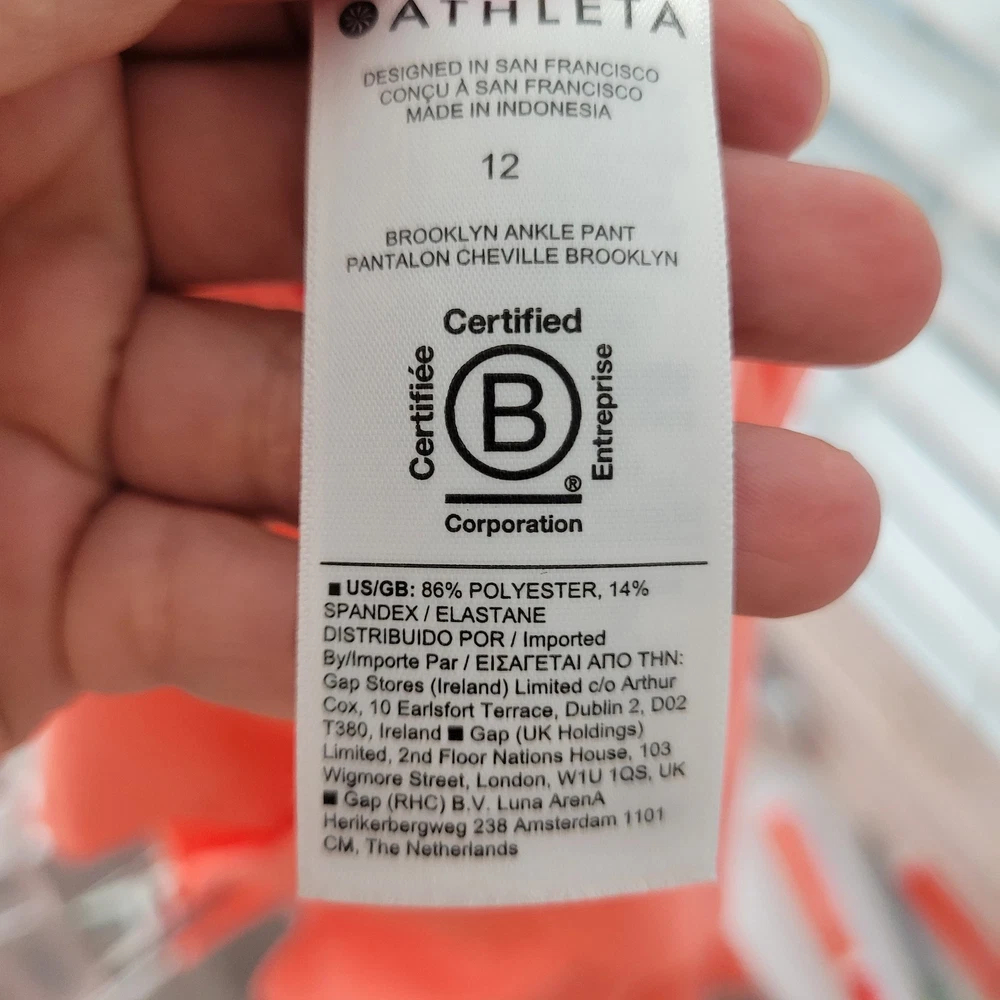 ATHLETA
DESIGNED IN SAN FRANCISCO
CONÇU À SAN FRANCISCO
MADE IN INDONESIA
12
BROOKLYN ANKLE PANT
PANTALON CHEVILLE BROOKLYN
Certified
Certifiée
B
Entreprise
®
Corporation
■ US/GB: 86% POLYESTER, 14%
SPANDEX / ELASTANE
DISTRIBUIDO POR / Imported
By/Importe Par / ΕΙΣΑΓΕΤΑΙ ΑΠΟ ΤΗΝ:
Gap Stores (Ireland) Limited c/o Arthur
Cox, 10 Earlsfort Terrace, Dublin 2, D02
T380, Ireland ■ Gap (UK Holdings)
Limited, 2nd Floor Nations House, 103
Wigmore Street, London, W1U 1QS, UK
■ Gap (RHC) B.V. Luna ArenA
Herikerbergweg 238 Amsterdam 1101
CM, The Netherlands